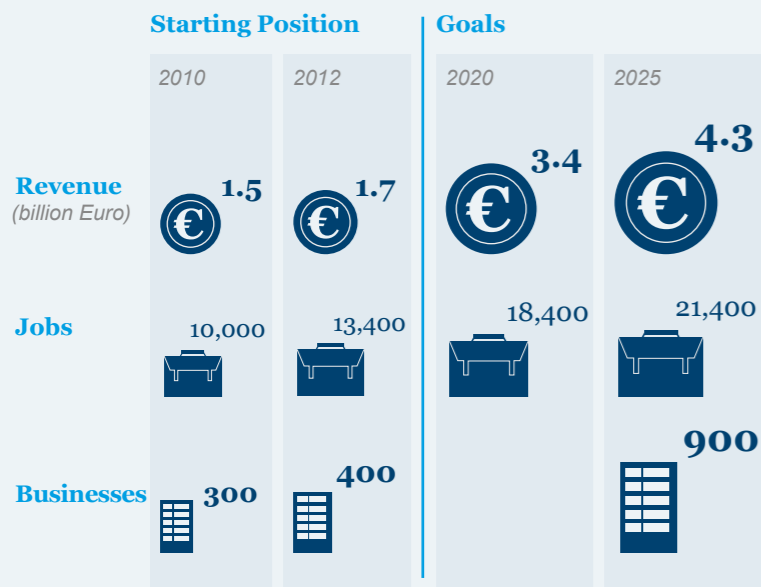 Starting Position
Goals
2010
2012
2020
2025
Revenue
(billion Euro)
€ 1.5
€ 1.7
€ 3.4
€ 4.3
Jobs
10,000
13,400
18,400
21,400
Businesses
300
400
900